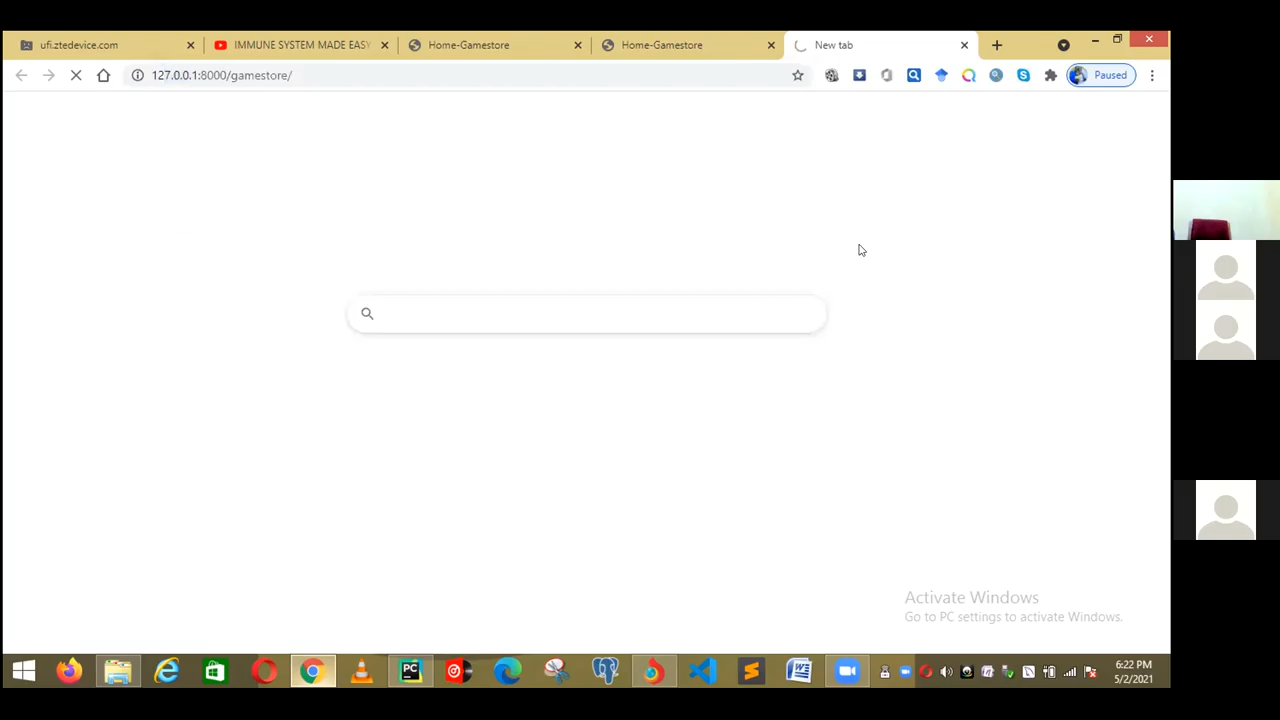 ufi.ztedevice.com
IMMUNE SYSTEM MADE EASY
Home-Gamestore
Home-Gamestore
New tab
127.0.0.1:8000/gamestore/
Paused
Activate Windows
Go to PC settings to activate Windows.
PC
W
6:22 PM
5/2/2021